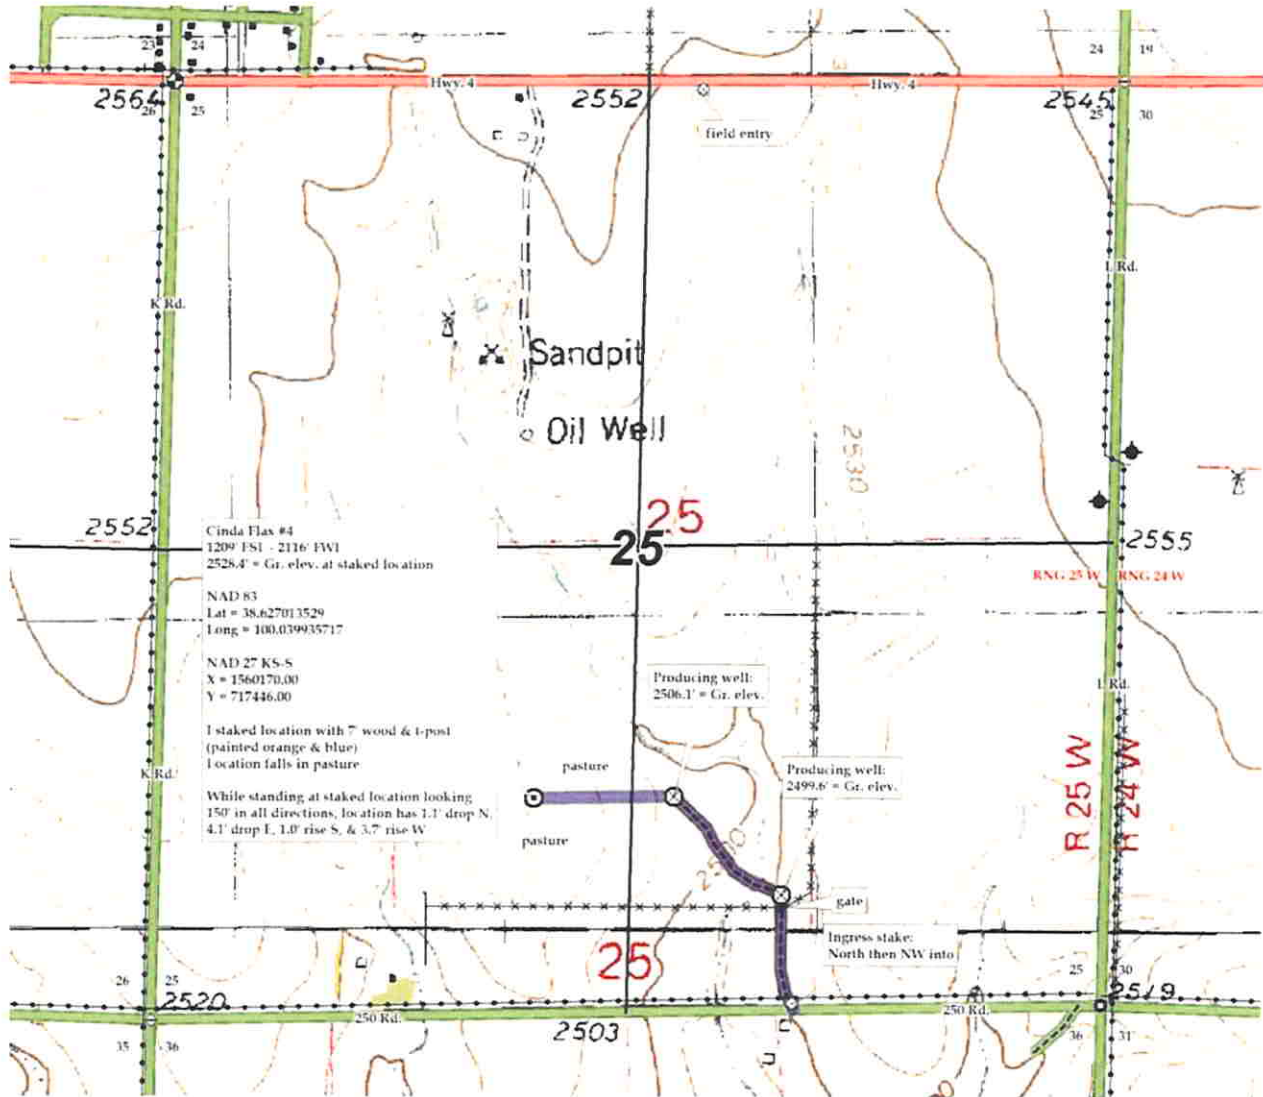 23 24
24 19
Hwy. 4
Hwy. 4
2564
2552
2545
26 25
25 30
field entry
K Rd.
L Rd.
Sandpit
Oil Well
2530
25
25
2552
2555
RNG 25 W
RNG 24 W
Cinda Flax #4
1209' FSL - 2116' FWL
2528.4' = Gr. elev. at staked location
NAD 83
Lat = 38.627013529
Long = 100.039935717
NAD 27 KS-S
X = 1560170.00
Y = 717446.00
I staked location with 7' wood & t-post
(painted orange & blue)
Location falls in pasture
While standing at staked location looking
150' in all directions, location has 1.1' drop N,
4.1' drop E, 1.0' rise S, & 3.7' rise W
Producing well:
2506.1' = Gr. elev.
L Rd.
K Rd.
pasture
Producing well:
2499.6' = Gr. elev.
R 25 W
R 24 W
pasture
2500
gate
Ingress stake:
North then NW into
25
26 25
25 30
2520
2519
250 Rd.
250 Rd.
2503
35 36
36 31